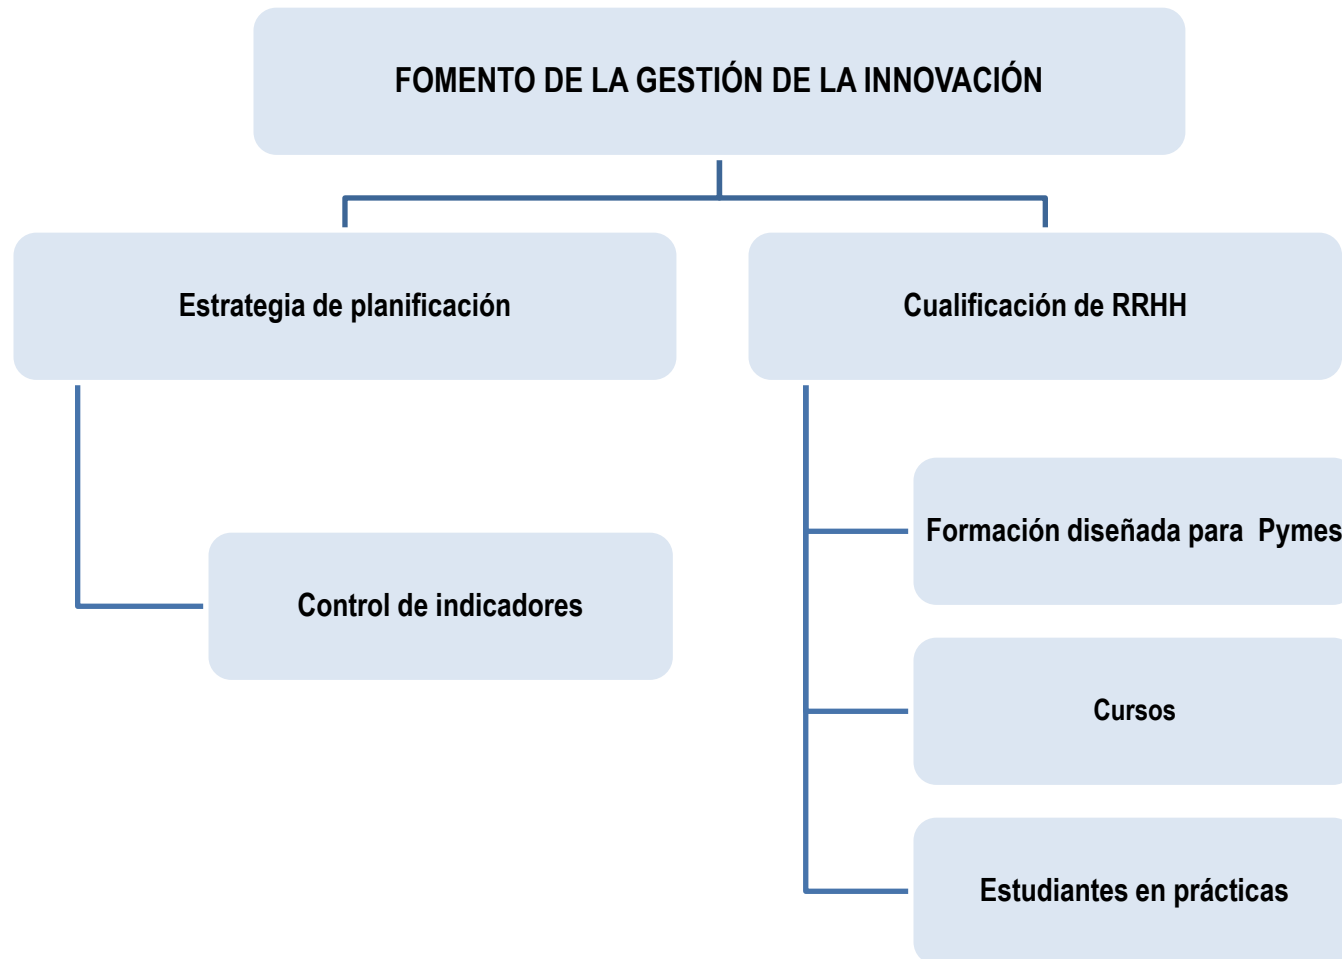 FOMENTO DE LA GESTIÓN DE LA INNOVACIÓN
Estrategia de planificación
Control de indicadores
Cualificación de RRHH
Formación diseñada para  Pymes
Cursos
Estudiantes en prácticas